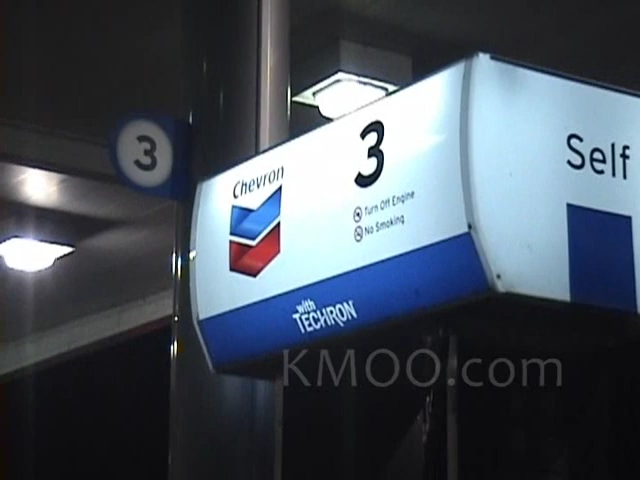 3
Chevron
3
Turn Off Engine
No Smoking
with
TECHRON
Self
KMOO.com